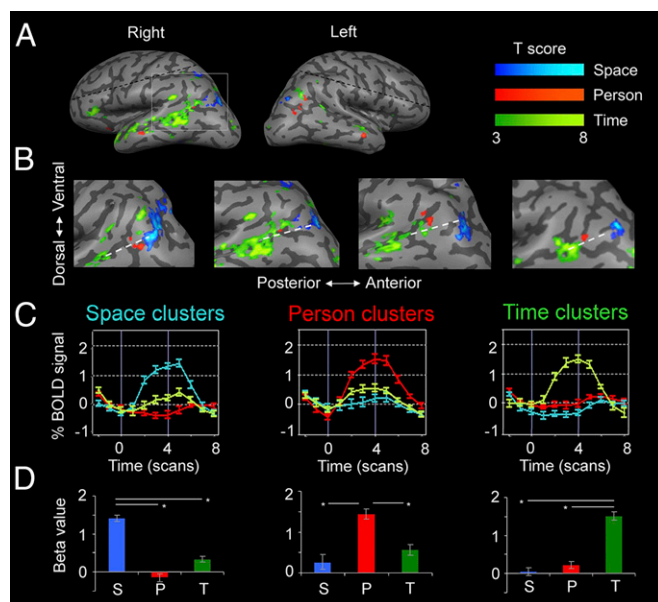 A
Right
Left
T score
Space
Person
Time
3
8
B
Dorsal ↔ Ventral
Posterior ↔ Anterior
C
Space clusters
Person clusters
Time clusters
% BOLD signal
2
1
0
-1
0
4
8
Time (scans)
2
1
0
-1
0
4
8
Time (scans)
2
1
0
-1
0
4
8
Time (scans)
D
Beta value
2
1
0
*
*
S
P
T
2
1
0
*
*
S
P
T
2
1
0
*
*
S
P
T